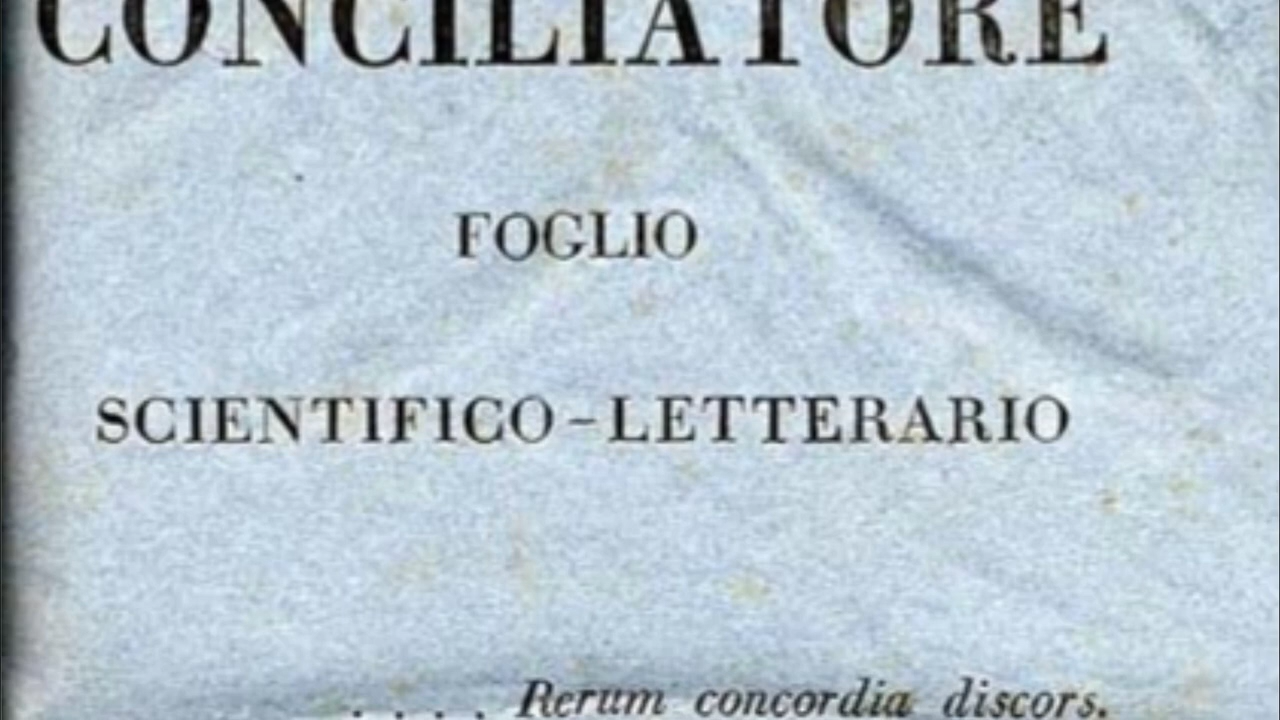 CONCILIATORE
FOGLIO
SCIENTIFICO-LETTERARIO
.... Rerum concordia discors.